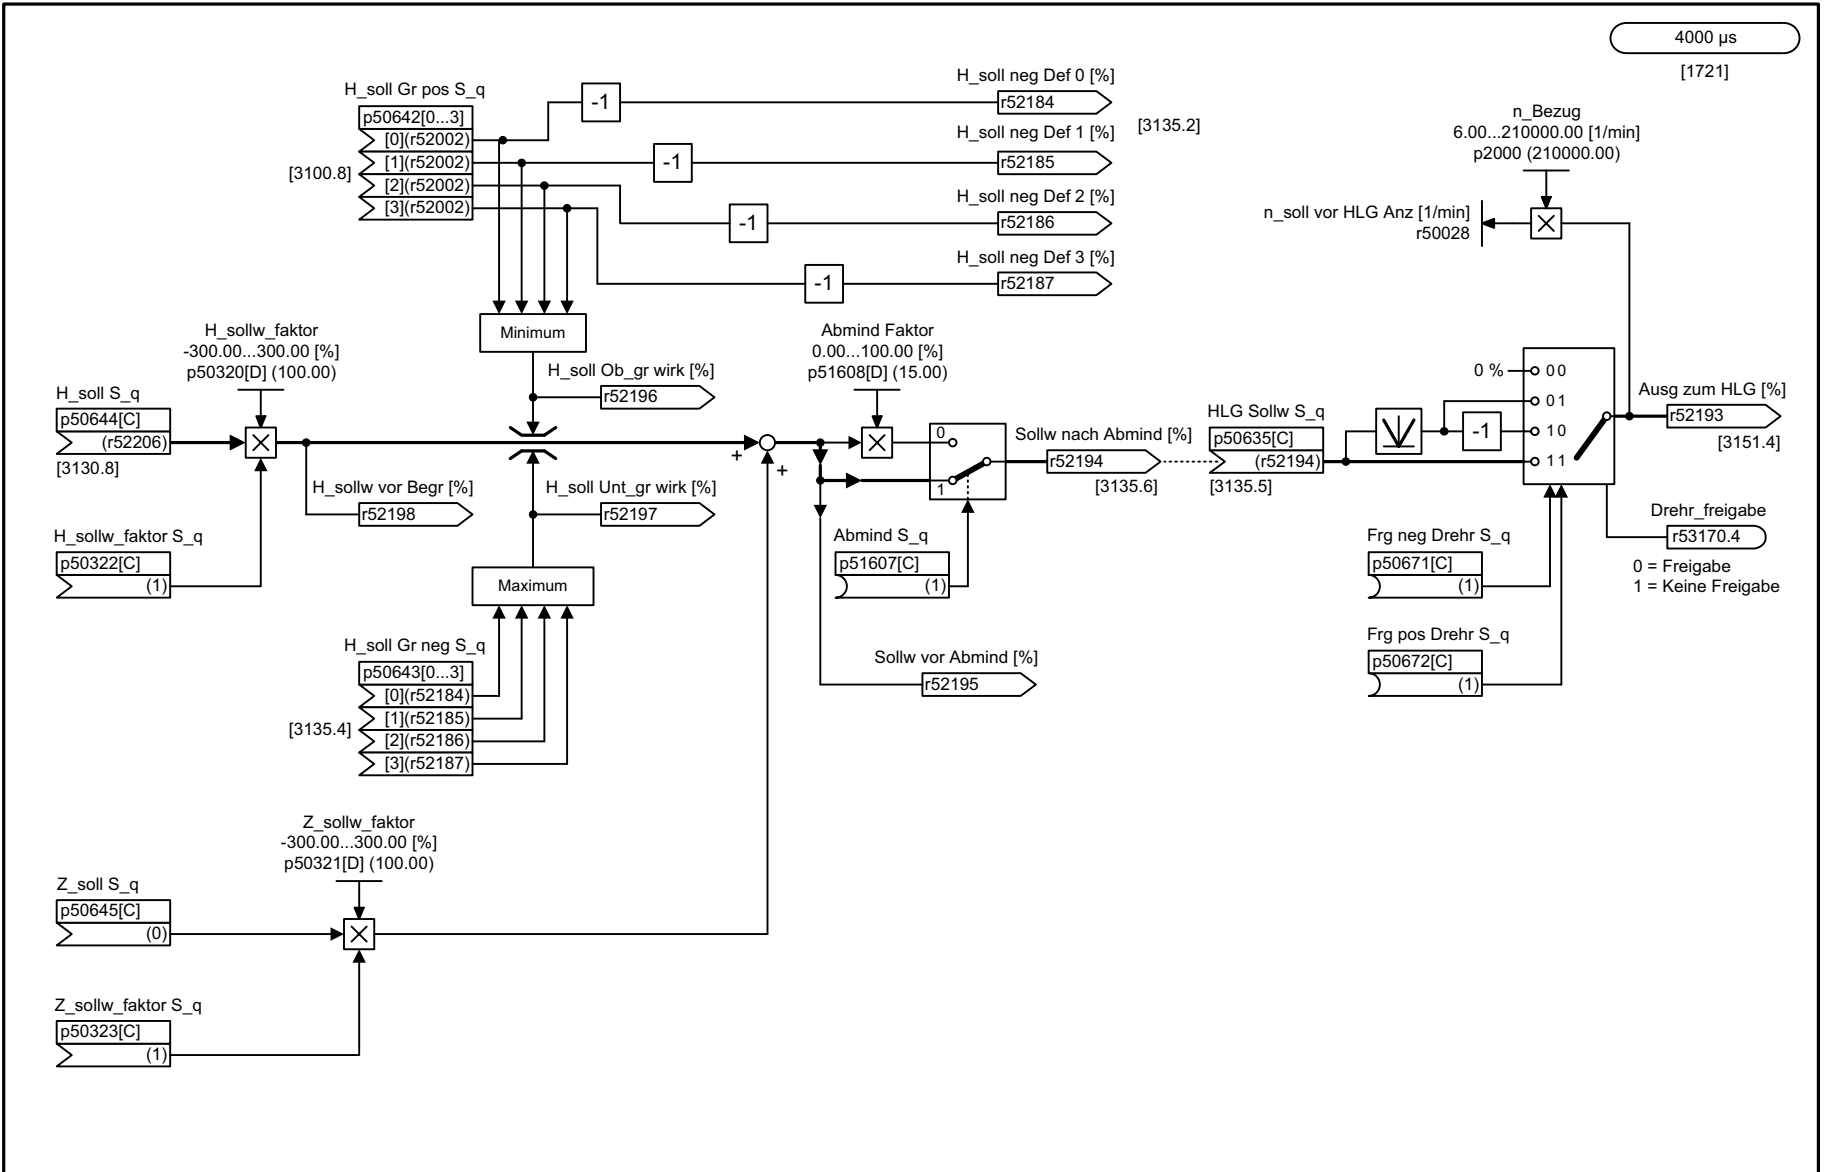 4000 µs
[1721]
H_soll Gr pos S_q
p50642[0...3]
[0](r52002)
[1](r52002)
[2](r52002)
[3](r52002)
[3100.8]
-1
-1
-1
-1
H_soll neg Def 0 [%]
r52184
H_soll neg Def 1 [%]
r52185
H_soll neg Def 2 [%]
r52186
H_soll neg Def 3 [%]
r52187
[3135.2]
n_Bezug
6.00...210000.00 [1/min]
p2000 (210000.00)
n_soll vor HLG Anz [1/min]
r50028
Minimum
H_soll Ob_gr wirk [%]
r52196
H_sollw_faktor
-300.00...300.00 [%]
p50320[D] (100.00)
H_soll S_q
p50644[C]
(r52206)
[3130.8]
H_sollw_faktor S_q
p50322[C]
(1)
H_sollw vor Begr [%]
r52198
H_soll Unt_gr wirk [%]
r52197
Maximum
H_soll Gr neg S_q
p50643[0...3]
[0](r52184)
[1](r52185)
[2](r52186)
[3](r52187)
[3135.4]
+
+
Abmind Faktor
0.00...100.00 [%]
p51608[D] (15.00)
0
1
Abmind S_q
p51607[C]
(1)
Sollw vor Abmind [%]
r52195
Sollw nach Abmind [%]
r52194
[3135.6]
HLG Sollw S_q
p50635[C]
(r52194)
[3135.5]
-1
0 %
0 0
0 1
1 0
1 1
Ausg zum HLG [%]
r52193
[3151.4]
Drehr_freigabe
r53170.4
0 = Freigabe
1 = Keine Freigabe
Frg neg Drehr S_q
p50671[C]
(1)
Frg pos Drehr S_q
p50672[C]
(1)
Z_sollw_faktor
-300.00...300.00 [%]
p50321[D] (100.00)
Z_soll S_q
p50645[C]
(0)
Z_sollw_faktor S_q
p50323[C]
(1)